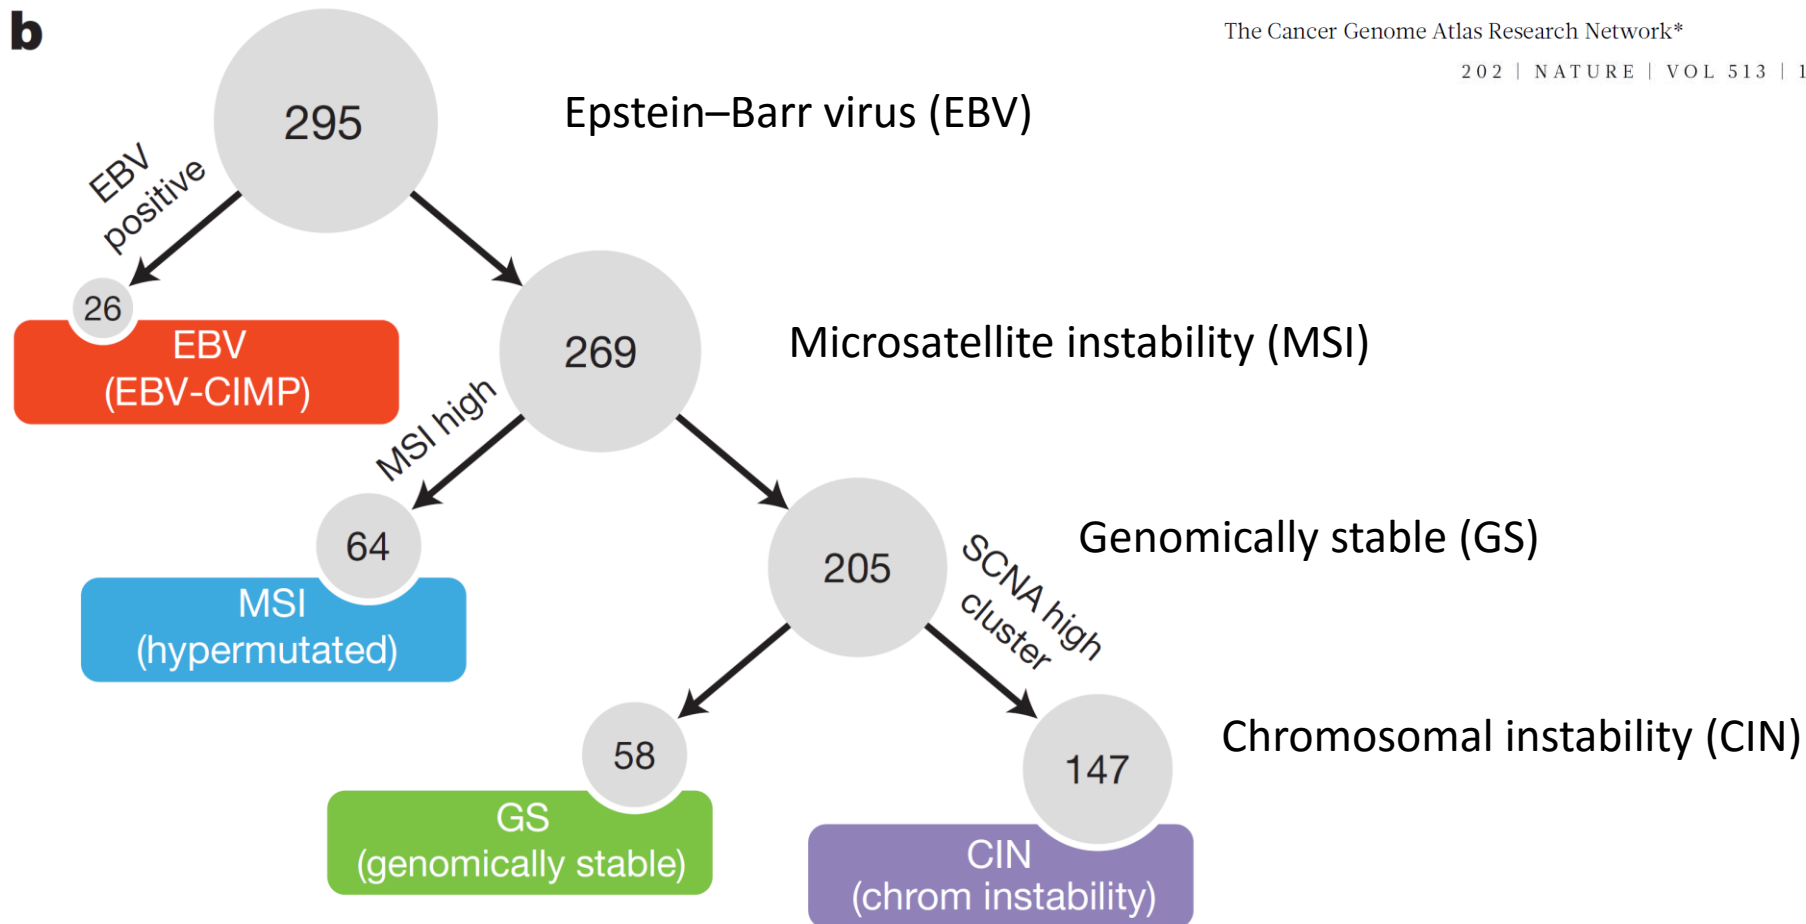 b
The Cancer Genome Atlas Research Network*
202 | NATURE | VOL 513 | 1
295
Epstein–Barr virus (EBV)
EBV
positive
26
EBV
(EBV-CIMP)
269
Microsatellite instability (MSI)
MSI high
64
MSI
(hypermutated)
205
Genomically stable (GS)
SCNA high
cluster
58
GS
(genomically stable)
147
Chromosomal instability (CIN)
CIN
(chrom instability)